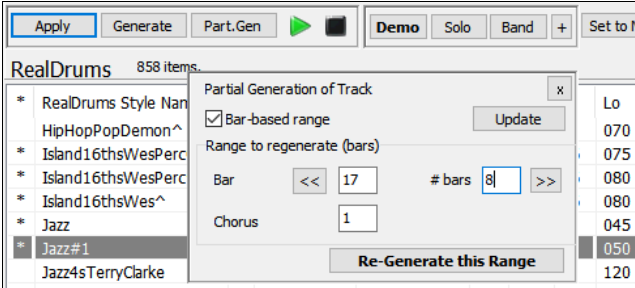 Apply Generate Part.Gen Demo Solo Band + Set to
RealDrums 858 items.
Partial Generation of Track x
* RealDrums Style Nam Lo
Bar-based range Update
HipHopPopDemon^ 070
Range to regenerate (bars)
* Island16thsWesPerc 075
* Island16thsWesPerc 080
Bar << 17 # bars 8 >>
* Island16thsWes^ 080
* Jazz 045
Chorus 1
* Jazz#1 050
Re-Generate this Range
Jazz4sTerryClarke 120